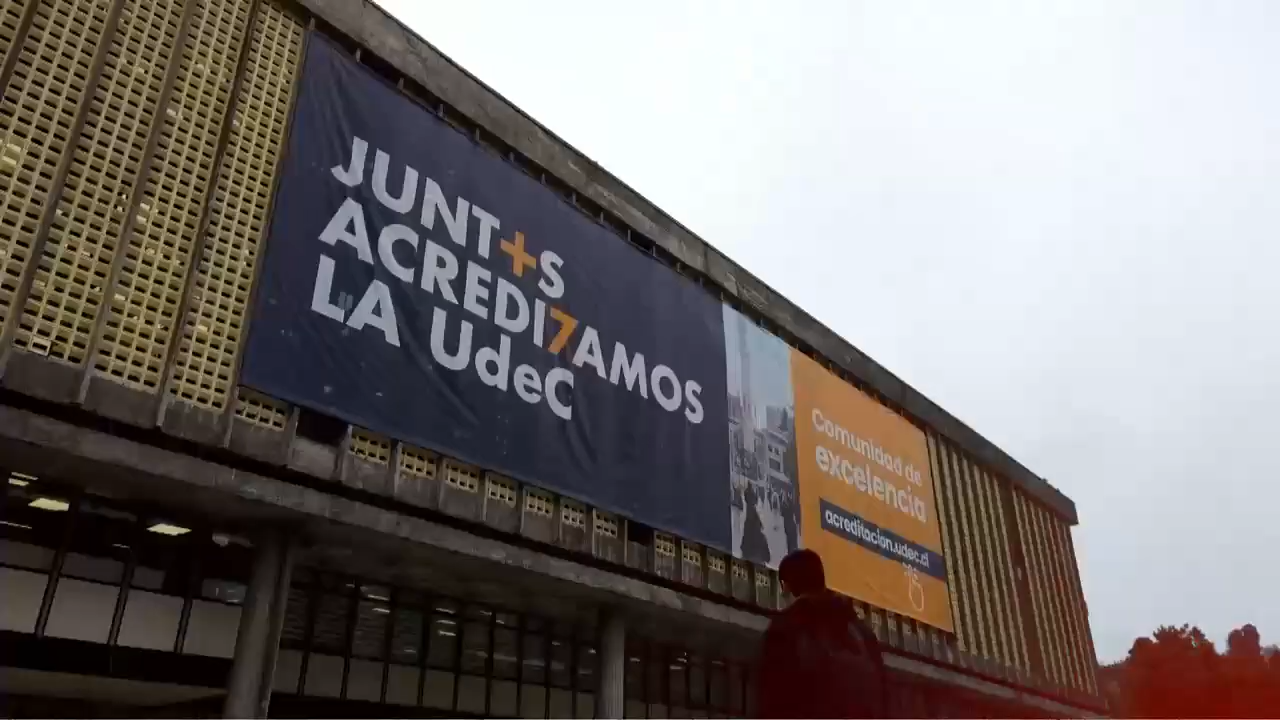 JUNT+S
ACREDI7AMOS
LA UdeC
Comunidad de
excelencia
acreditacion.udec.cl